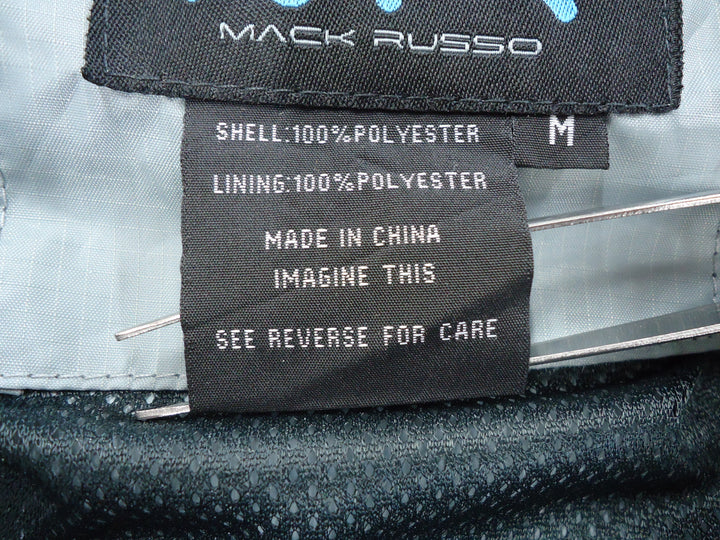 MACK RUSSO
M
SHELL:100%POLYESTER
LINING:100%POLYESTER
MADE IN CHINA
IMAGINE THIS
SEE REVERSE FOR CARE